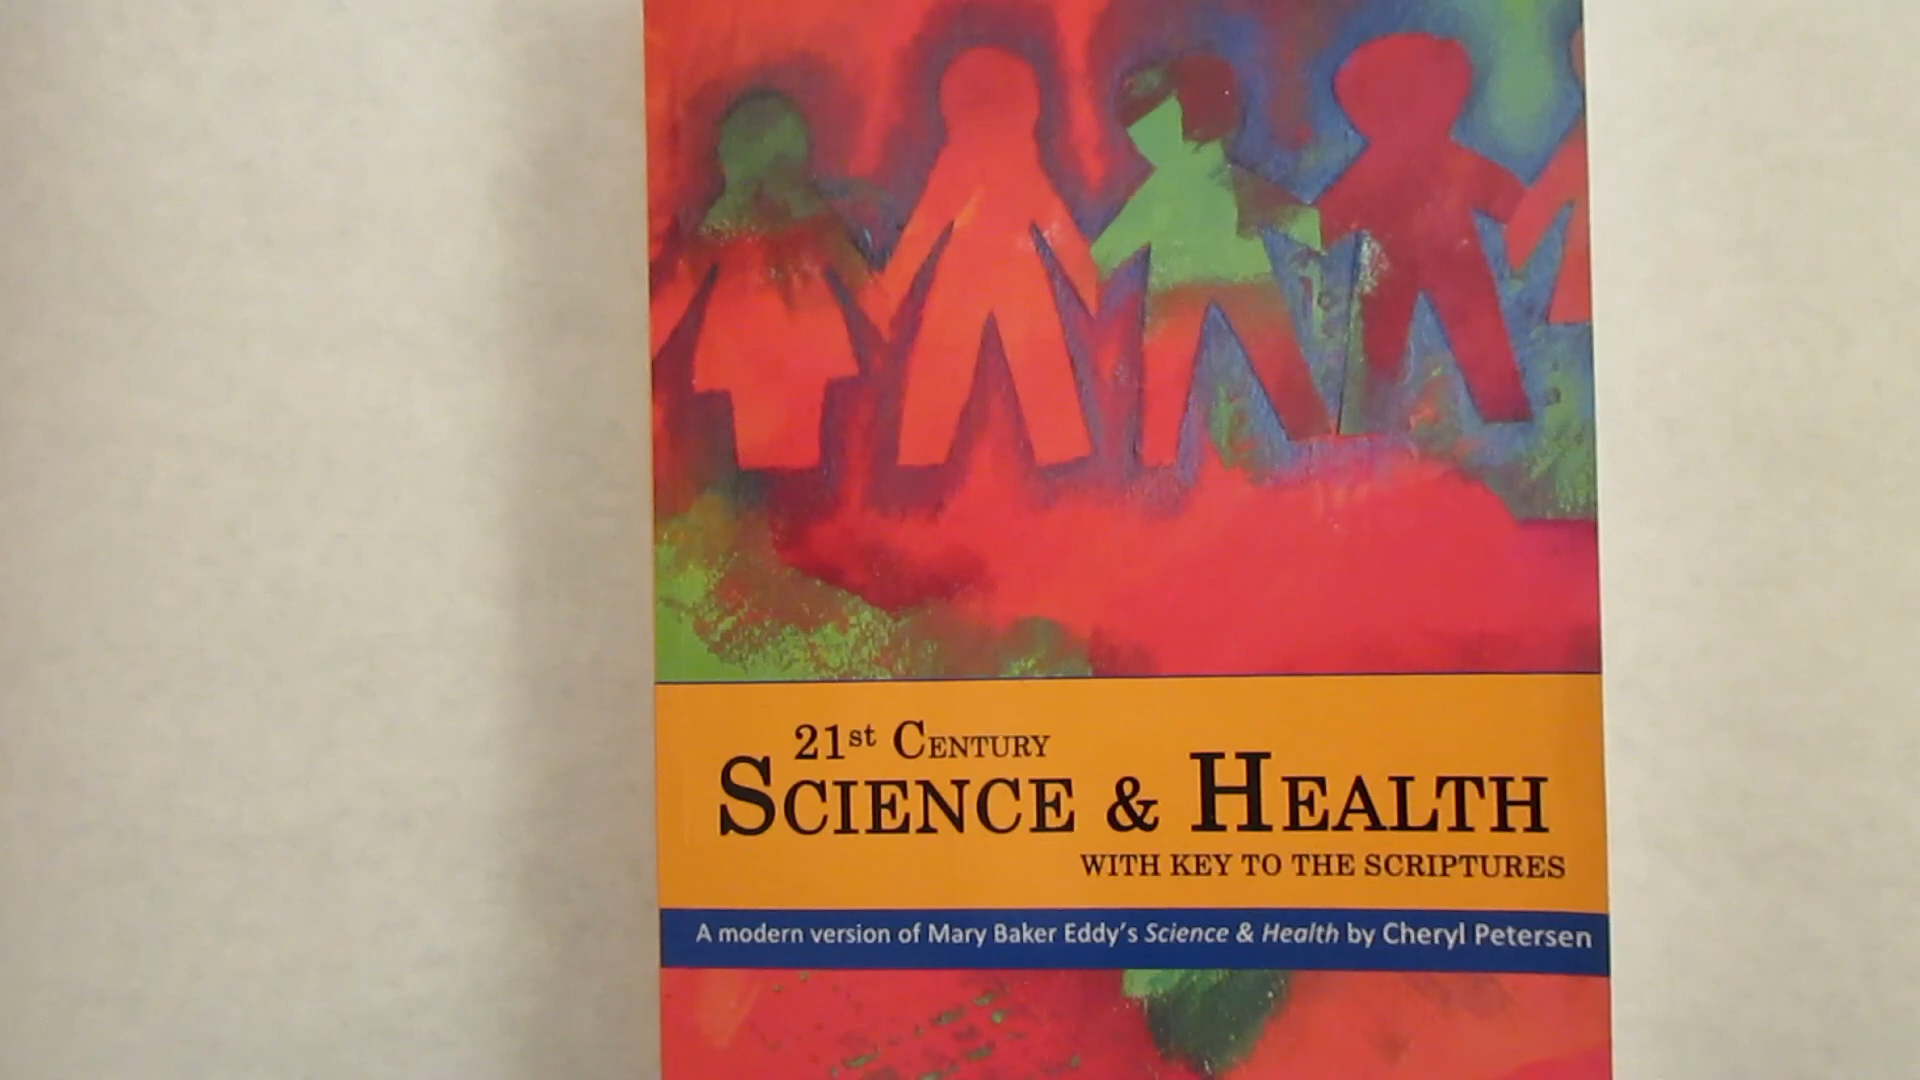 21st CENTURY
SCIENCE & HEALTH
WITH KEY TO THE SCRIPTURES
A modern version of Mary Baker Eddy's Science & Health by Cheryl Petersen